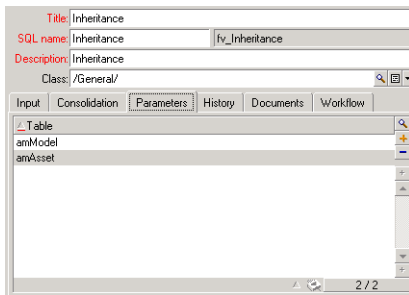 Title: Inheritance
SQL name: Inheritance fv_Inheritance
Description: Inheritance
Class: /General/
Input Consolidation Parameters History Documents Workflow
Table
amModel
amAsset
2 / 2